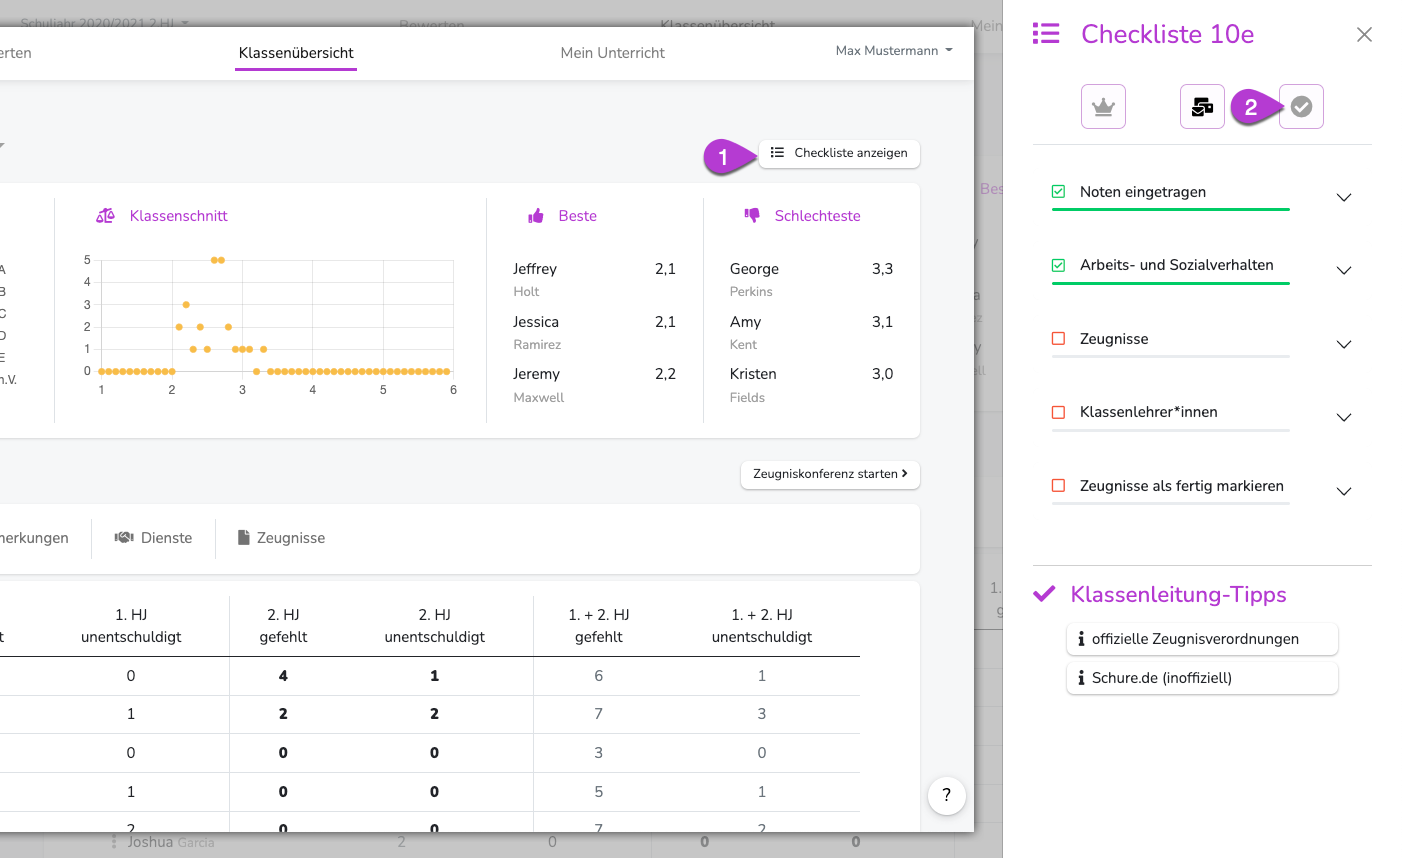 Schuljahr 2020/2021 2.HJ
Bewerten
Klassenübersicht
Mein
erten
Klassenübersicht
Mein Unterricht
Max Mustermann
1
Checkliste anzeigen
Klassenschnitt
Beste
Schlechteste
Bes
A
B
C
D
E
n.V.
5
4
3
2
1
0
1
2
3
4
5
6
Jeffrey 2,1
Holt
Jessica 2,1
Ramirez
Jeremy 2,2
Maxwell
George 3,3
Perkins
Amy 3,1
Kent
Kristen 3,0
Fields
Zeugniskonferenz starten
nerkungen
Dienste
Zeugnisse
1. HJ 2. HJ 2. HJ 1. + 2. HJ 1. + 2. HJ
t unentschuldigt gefehlt unentschuldigt gefehlt unentschuldigt
0 4 1 6 1
1 2 2 7 3
0 0 0 3 0
1 0 0 5 1
2 0 0 7 2
?
Joshua Garcia 2 0 0 0
Checkliste 10e
2
Noten eingetragen
Arbeits- und Sozialverhalten
Zeugnisse
Klassenlehrer*innen
Zeugnisse als fertig markieren
Klassenleitung-Tipps
offizielle Zeugnisverordnungen
Schure.de (inoffiziell)